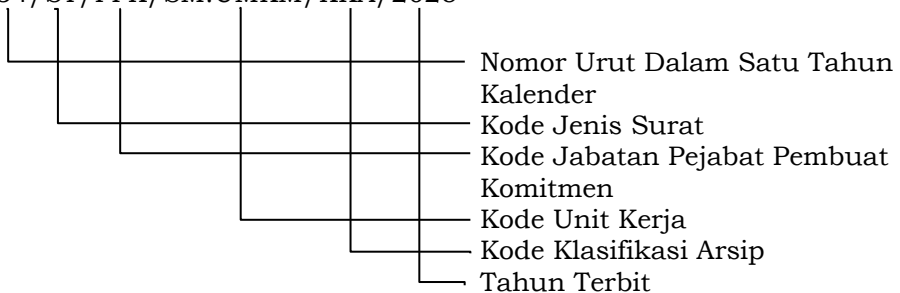 Nomor Urut Dalam Satu Tahun
Kalender
Kode Jenis Surat
Kode Jabatan Pejabat Pembuat
Komitmen
Kode Unit Kerja
Kode Klasifikasi Arsip
Tahun Terbit